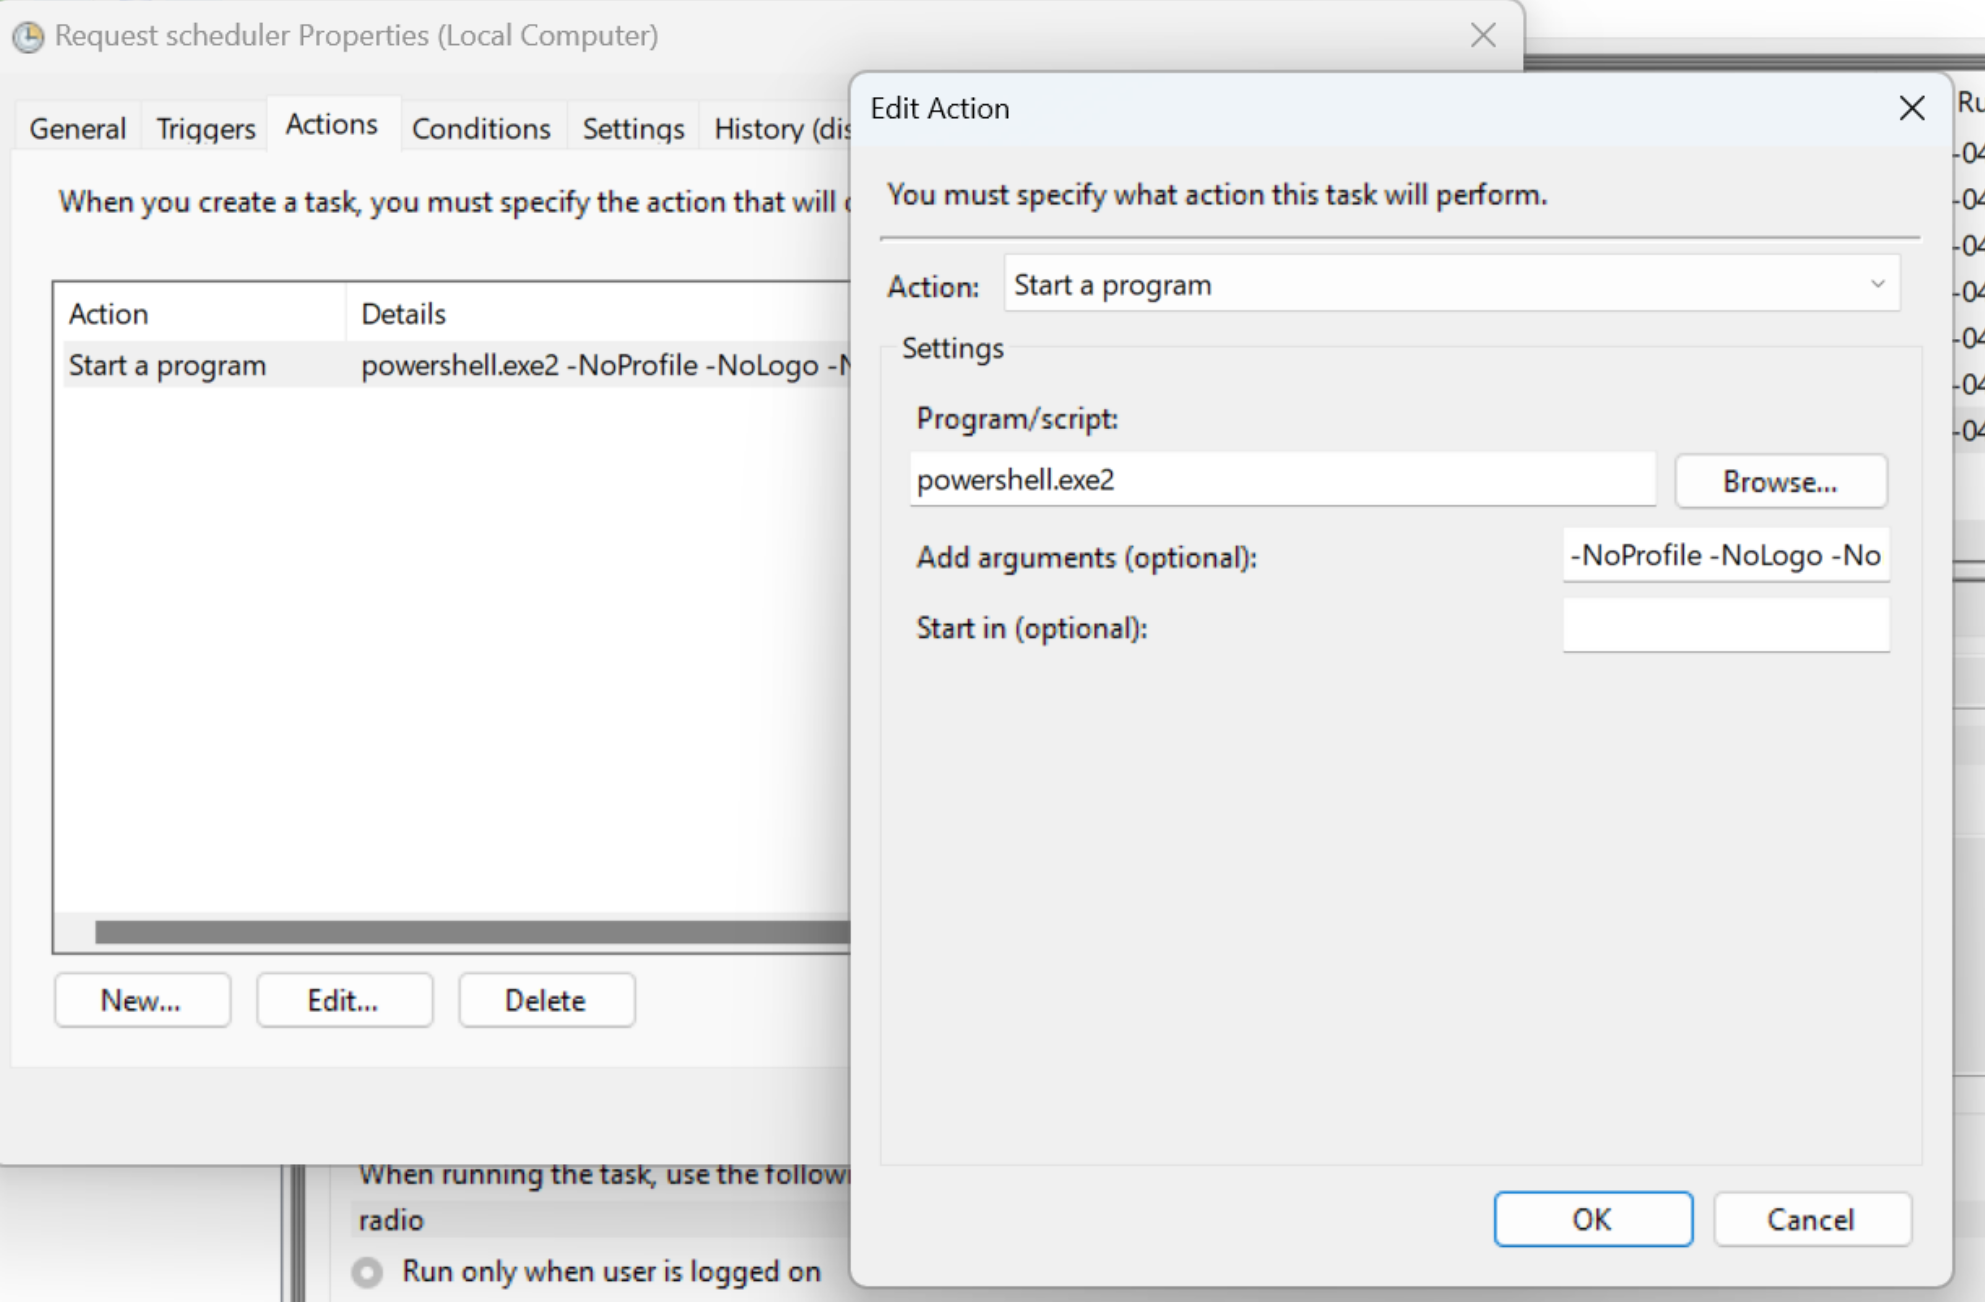 Request scheduler Properties (Local Computer)
General Triggers Actions Conditions Settings History (dis
When you create a task, you must specify the action that will
Action Details
Start a program powershell.exe2 -NoProfile -NoLogo -N
New... Edit... Delete
When running the task, use the followi
radio
Run only when user is logged on
Edit Action
You must specify what action this task will perform.
Action: Start a program
Settings
Program/script:
powershell.exe2 Browse...
Add arguments (optional): -NoProfile -NoLogo -No
Start in (optional):
OK Cancel
Ru
-04
-04
-04
-04
-04
-04
-04